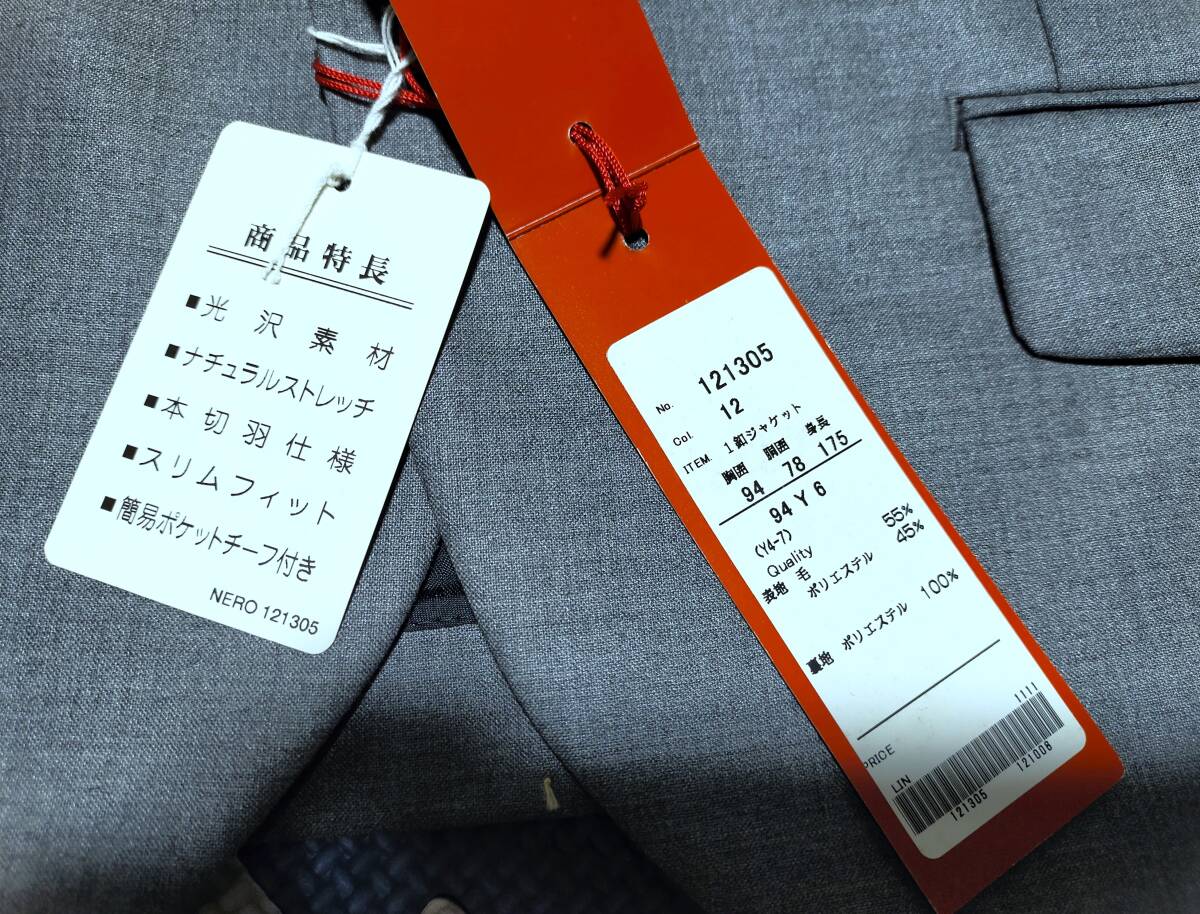 商品特長
■光沢素材
■ナチュラルストレッチ
■本切羽仕様
■スリムフィット
■簡易ポケットチーフ付き
NERO 121305
No. 121305
Col. 12
ITEM. 1釦ジャケット
胸囲 胴囲 身長
94 78 175
94 Y 6
(Y4-7)
Quality
表地 毛 55%
ポリエステル 45%
裏地 ポリエステル 100%
PRICE
LIN 1111
121305 121006